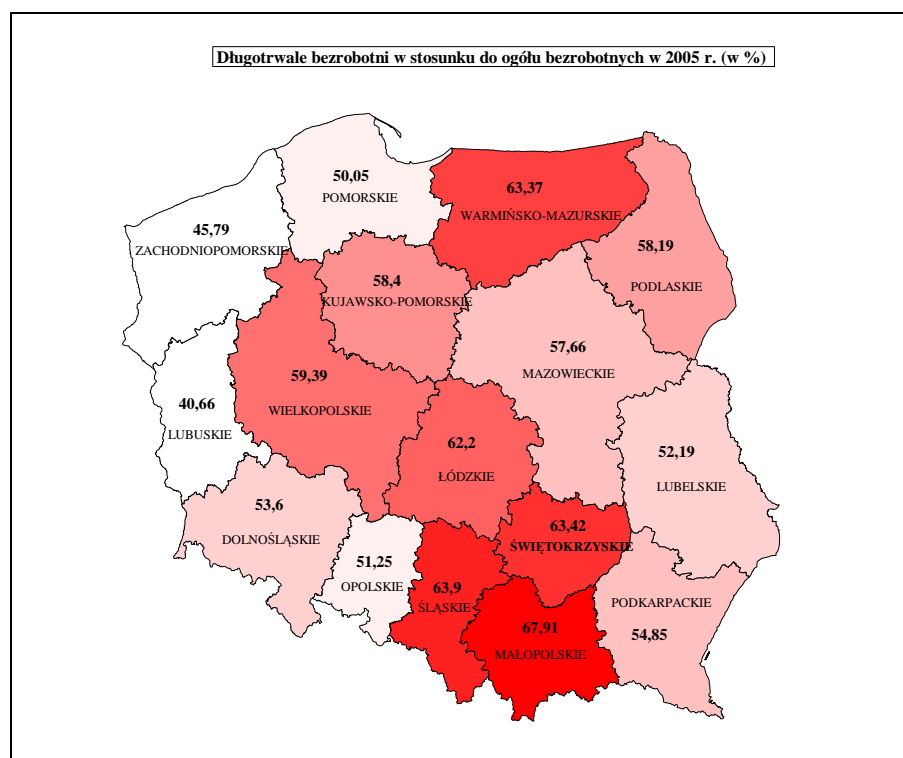 Długotrwale bezrobotni w stosunku do ogółu bezrobotnych w 2005 r. (w %)
50,05
POMORSKIE
63,37
WARMIŃSKO-MAZURSKIE
45,79
ZACHODNIOPOMORSKIE
58,19
PODLASKIE
58,4
KUJAWSKO-POMORSKIE
57,66
MAZOWIECKIE
59,39
WIELKOPOLSKIE
40,66
LUBUSKIE
62,2
ŁÓDZKIE
52,19
LUBELSKIE
53,6
DOLNOŚLĄSKIE
63,42
ŚWIĘTOKRZYSKIE
51,25
OPOLSKIE
63,9
ŚLĄSKIE
PODKARPACKIE
54,85
67,91
MAŁOPOLSKIE